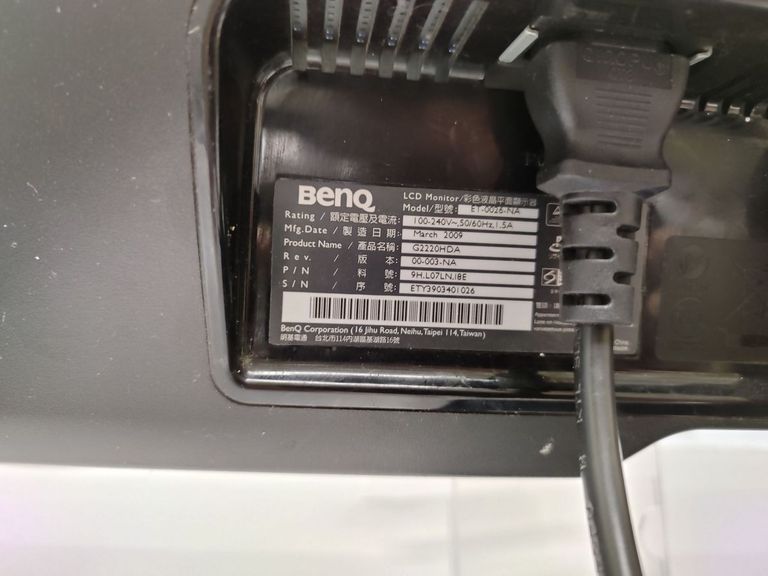 BenQ
LCD Monitor/彩色液晶平面顯示器
Model/型號: ET-0026-NA
Rating / 額定電壓及電流: 100-240V~,50/60Hz,1.5A
Mfg.Date / 製造日期: March 2009
Product Name / 產品名稱: G2220HDA
Rev. / 版本: 00-003-NA
P/N / 料號: 9H.L07LN.I8E
S/N / 序號: ETY3903401026
BenQ Corporation (16 Jihu Road, Neihu, Taipei 114, Taiwan)
明基電通 台北市114內湖區基湖路16號